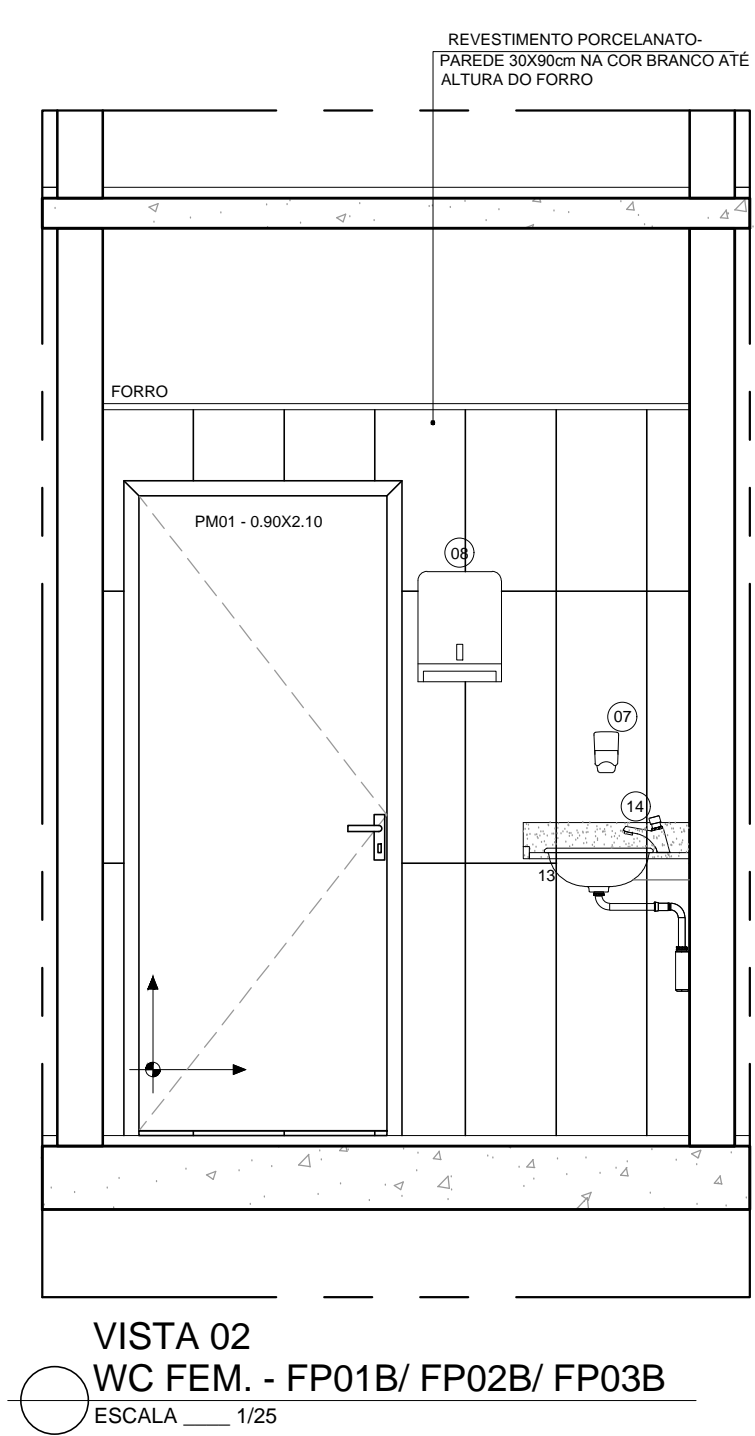 REVESTIMENTO PORCELANATO-
PAREDE 30X90cm NA COR BRANCO ATÉ
ALTURA DO FORRO
FORRO
PM01 - 0.90X2.10
08
07
14
13
VISTA 02
WC FEM. - FP01B/ FP02B/ FP03B
ESCALA ____ 1/25